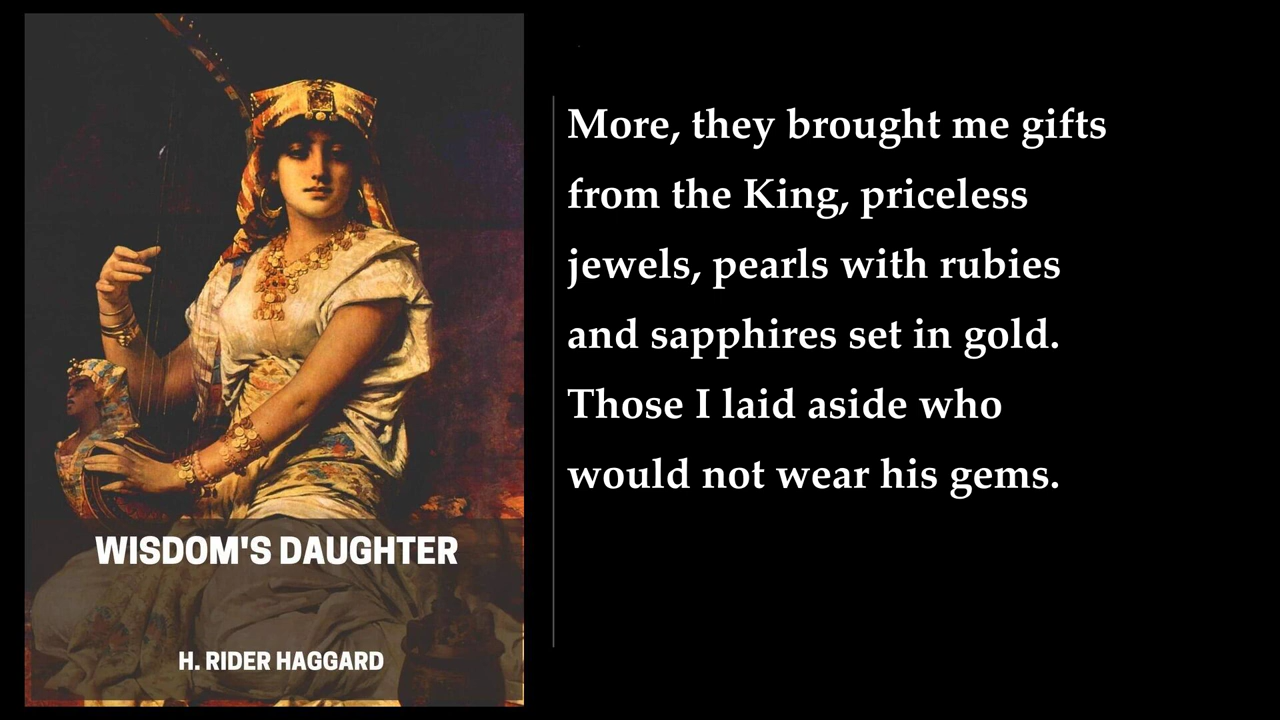 WISDOM'S DAUGHTER
H. RIDER HAGGARD
More, they brought me gifts
from the King, priceless
jewels, pearls with rubies
and sapphires set in gold.
Those I laid aside who
would not wear his gems.